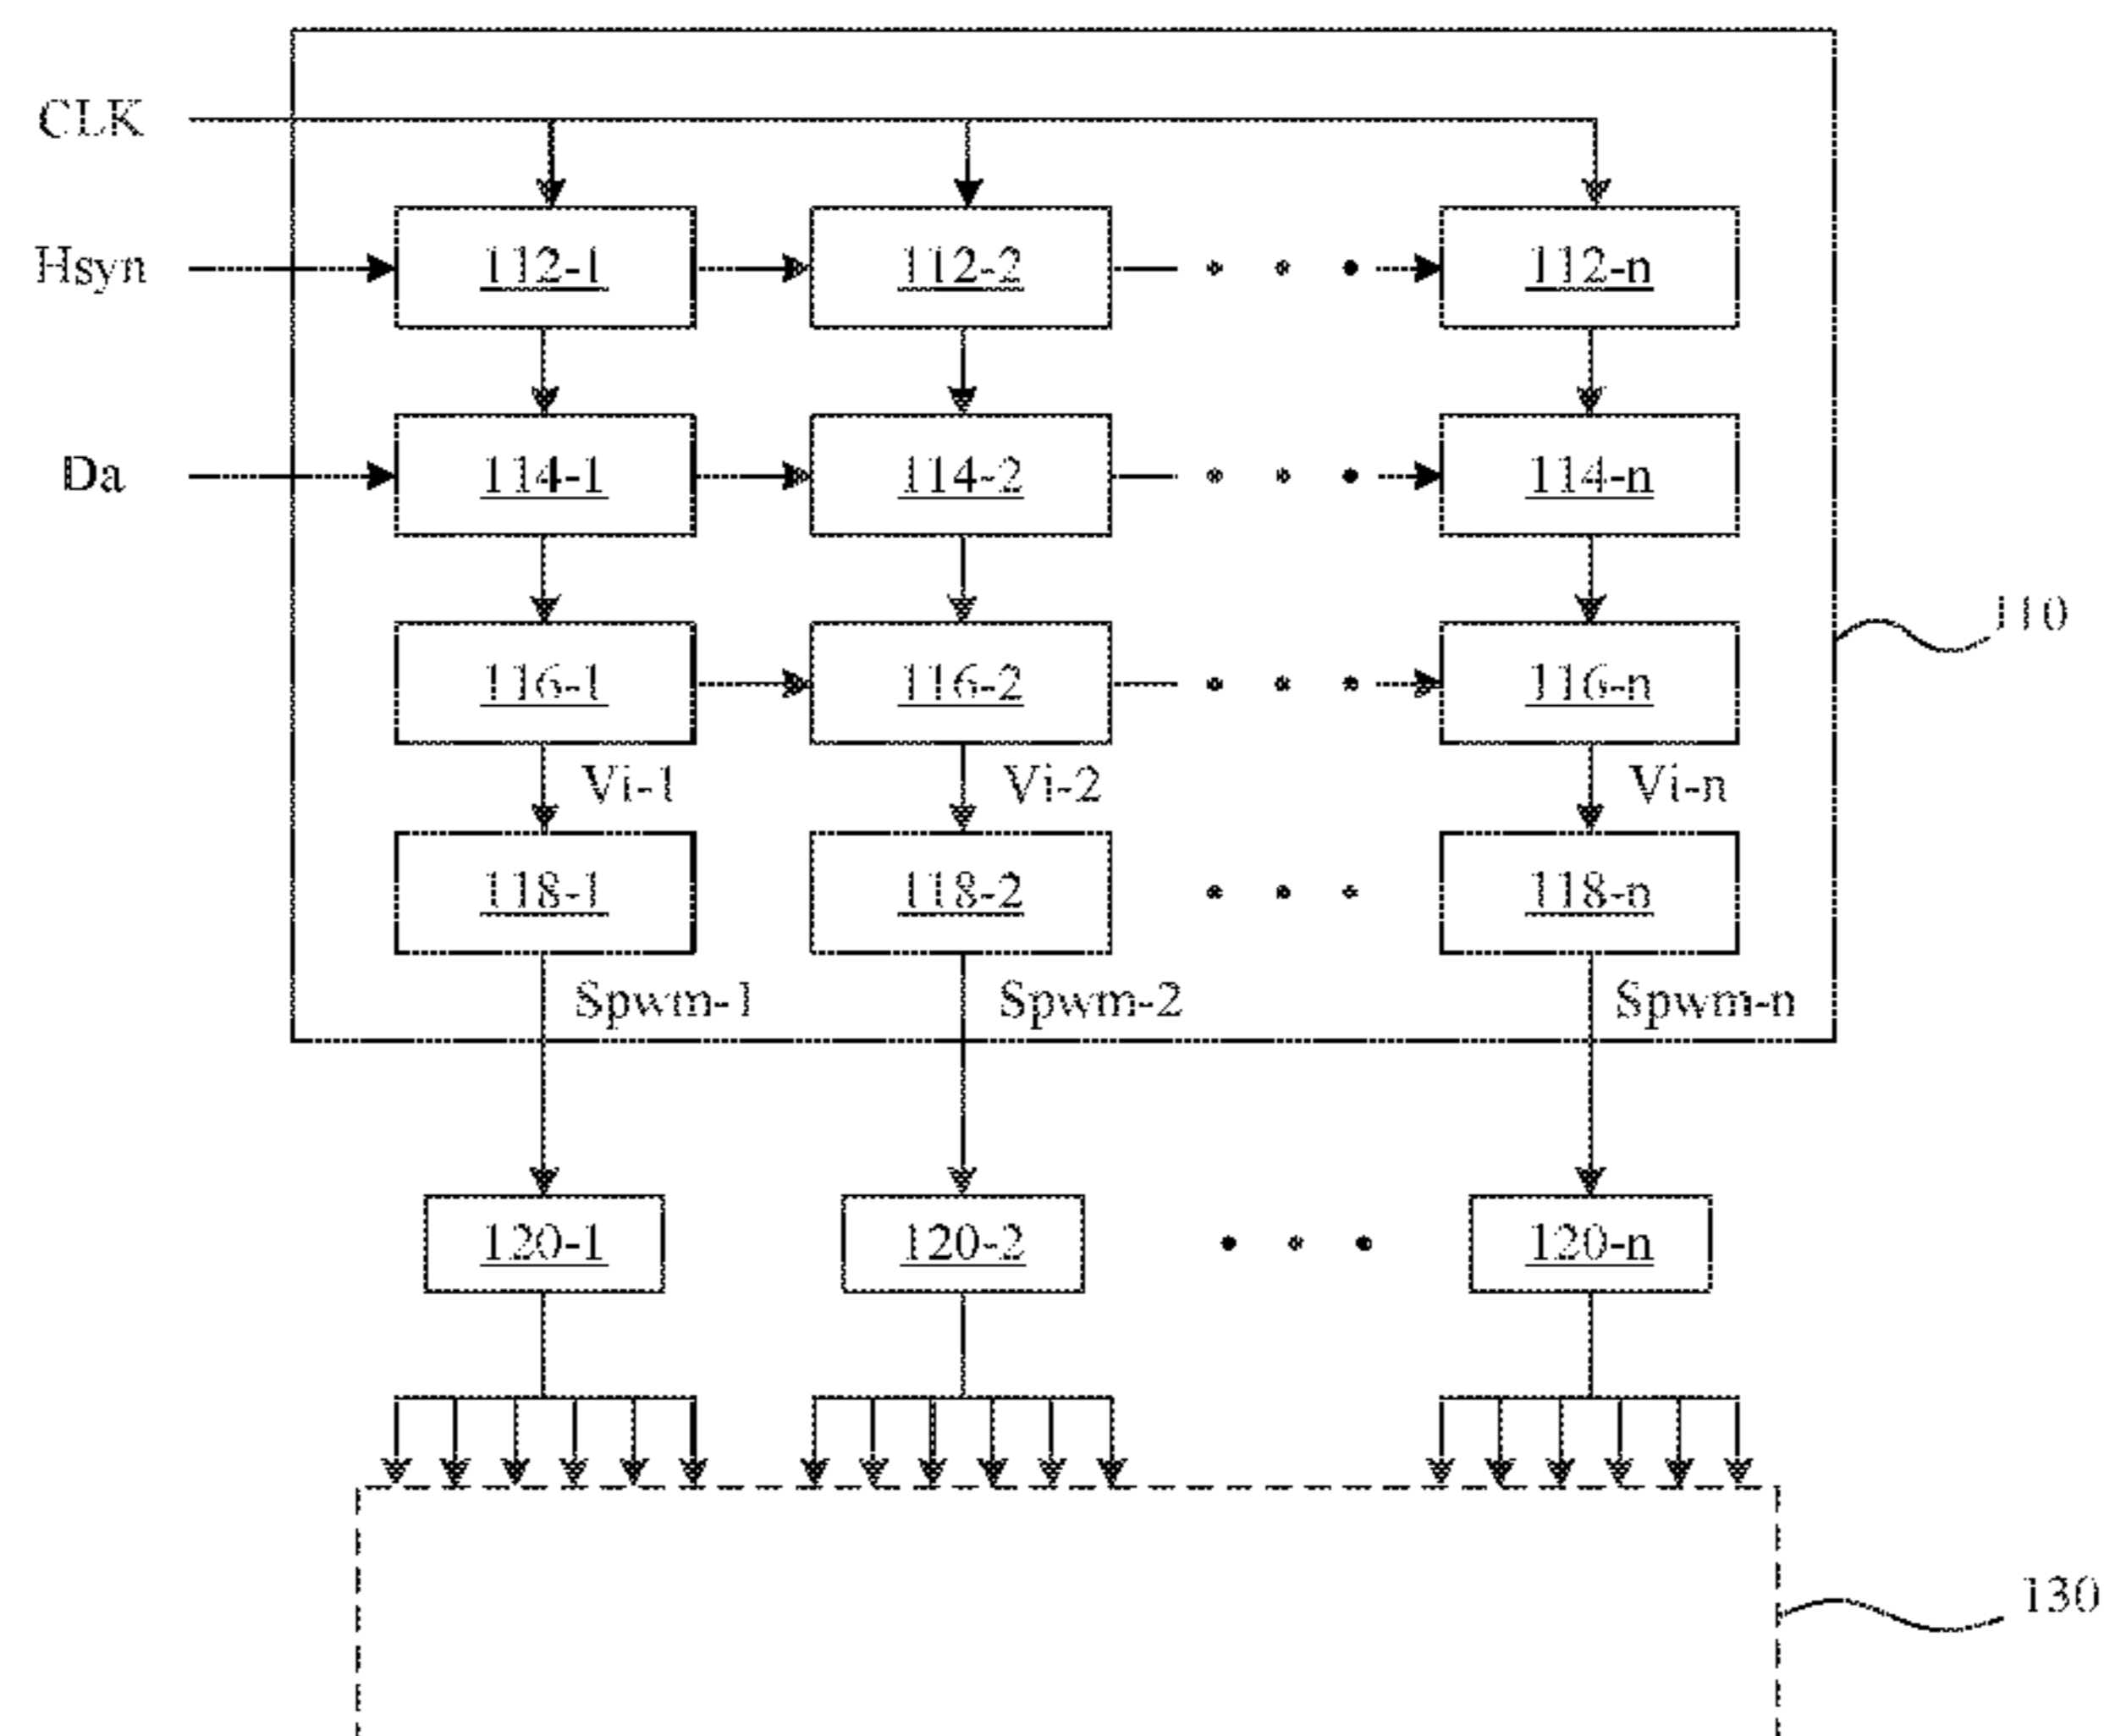 CLK
Hsyn 112-1 112-2 112-n
Da 114-1 114-2 114-n
110
116-1 116-2 116-n
Vi-1 Vi-2 Vi-n
118-1 118-2 118-n
Spwm-1 Spwm-2 Spwm-n
120-1 120-2 120-n
130